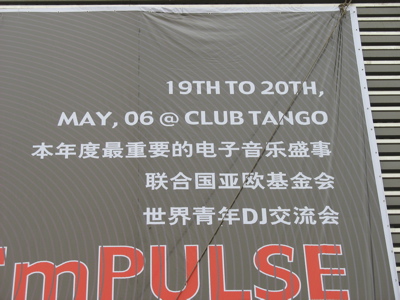 19TH TO 20TH,
MAY, 06 @ CLUB TANGO
本年度最重要的电子音乐盛事
联合国亚欧基金会
世界青年DJ交流会
mPULSE